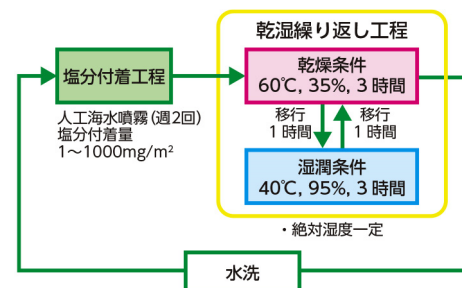 乾湿繰り返し工程
塩分付着工程
乾燥条件
60℃, 35%, 3時間
人工海水噴霧(週2回)
塩分付着量
1〜1000mg/m²
移行
1時間
移行
1時間
湿潤条件
40℃, 95%, 3時間
・絶対湿度一定
水洗